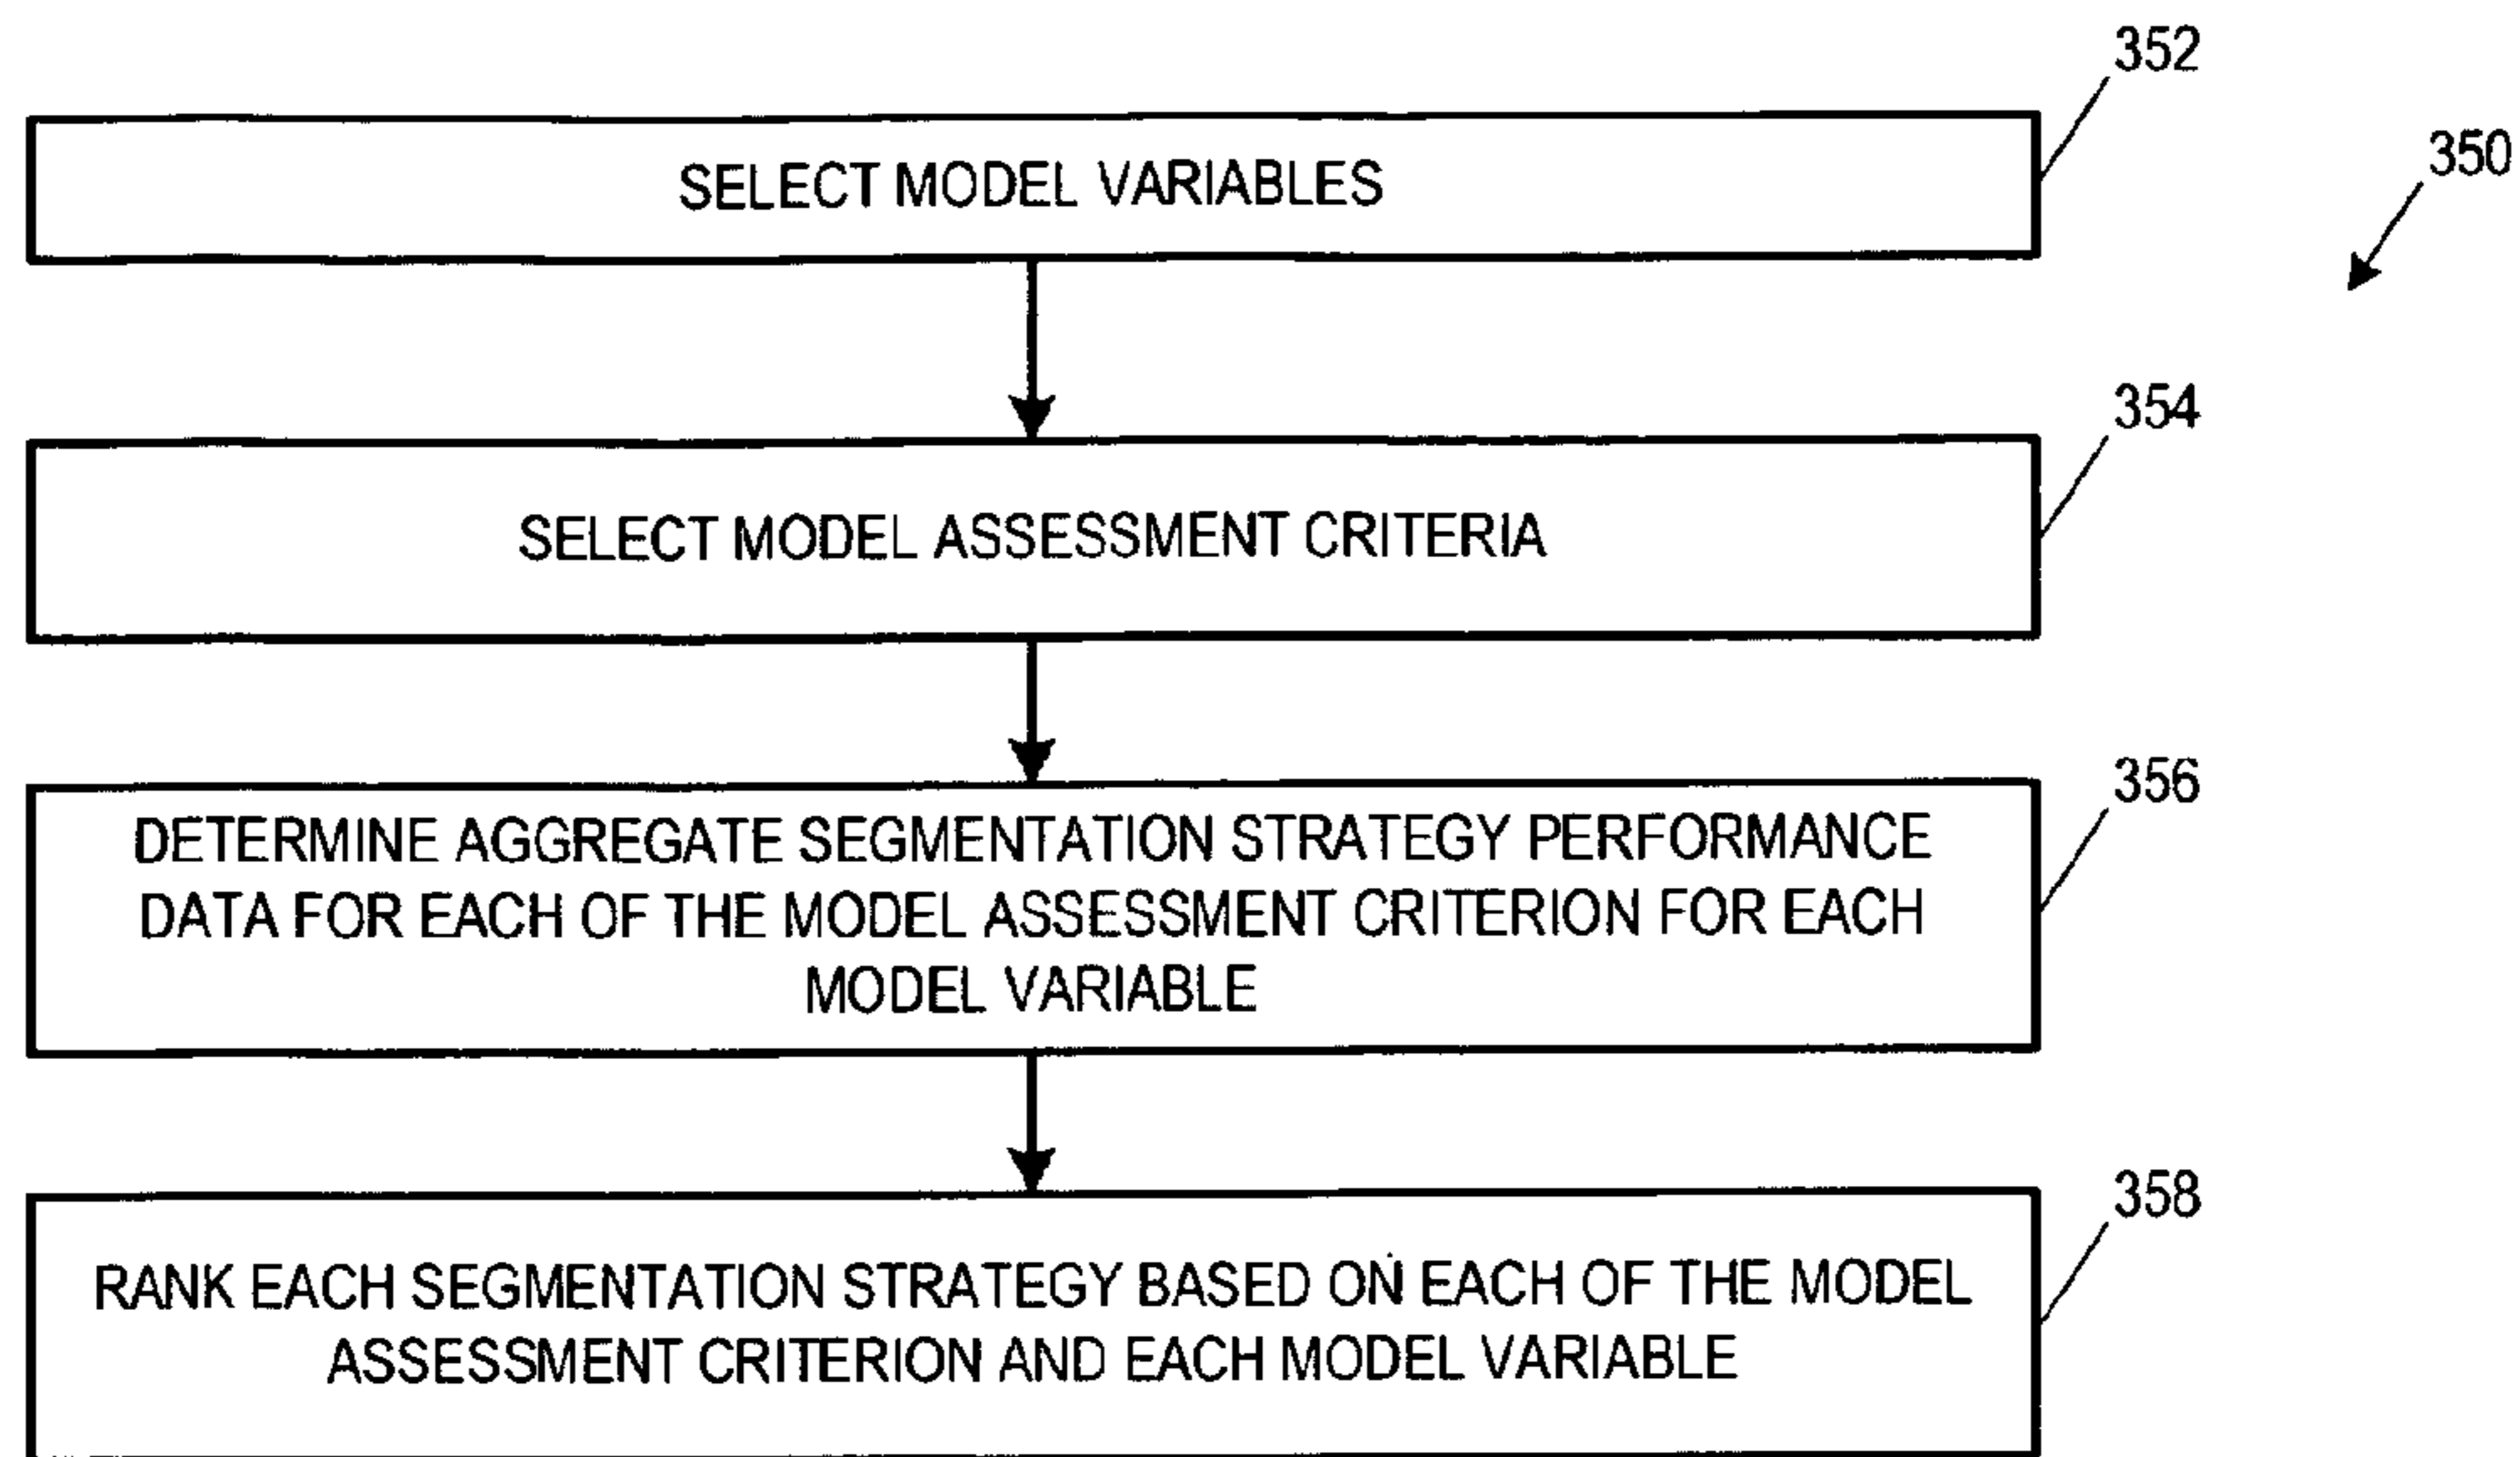 352
350
SELECT MODEL VARIABLES
354
SELECT MODEL ASSESSMENT CRITERIA
356
DETERMINE AGGREGATE SEGMENTATION STRATEGY PERFORMANCE
DATA FOR EACH OF THE MODEL ASSESSMENT CRITERION FOR EACH
MODEL VARIABLE
358
RANK EACH SEGMENTATION STRATEGY BASED ON EACH OF THE MODEL
ASSESSMENT CRITERION AND EACH MODEL VARIABLE